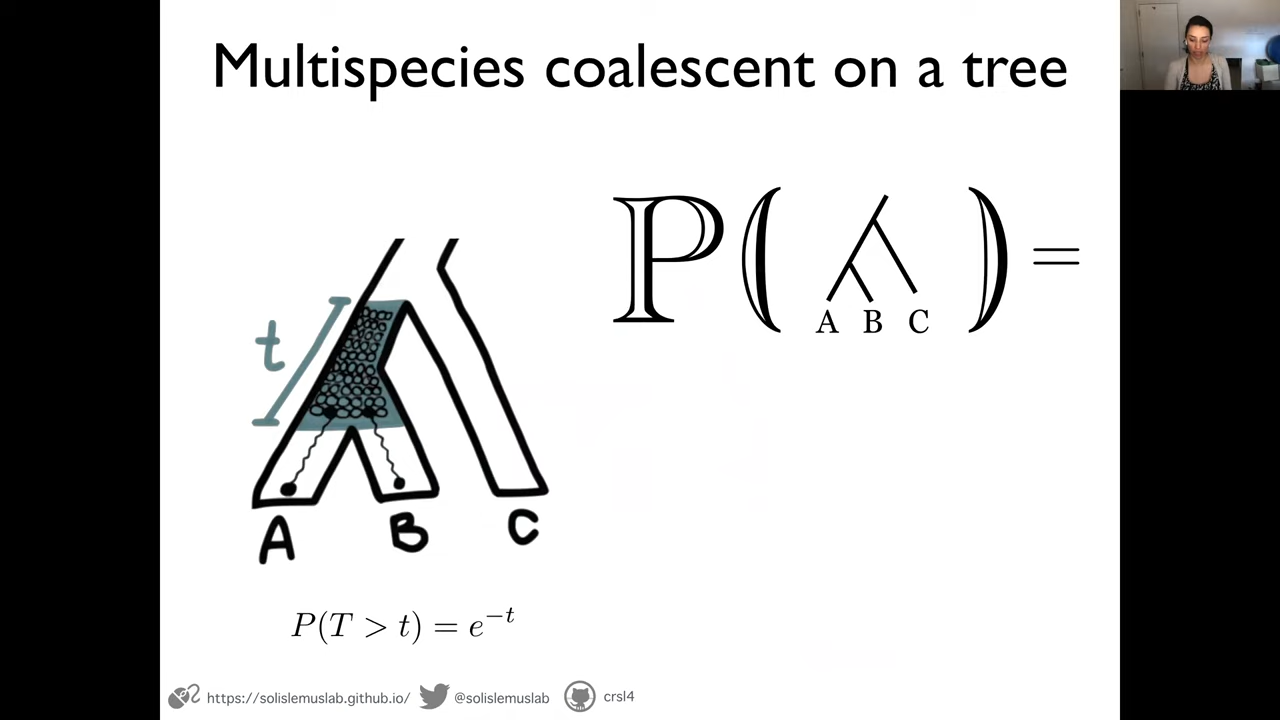 Multispecies coalescent on a tree
ℙ( ) =
A B C
t
A B C
P(T > t) = e^{-t}
https://solislemuslab.github.io/ @solislemuslab crsl4